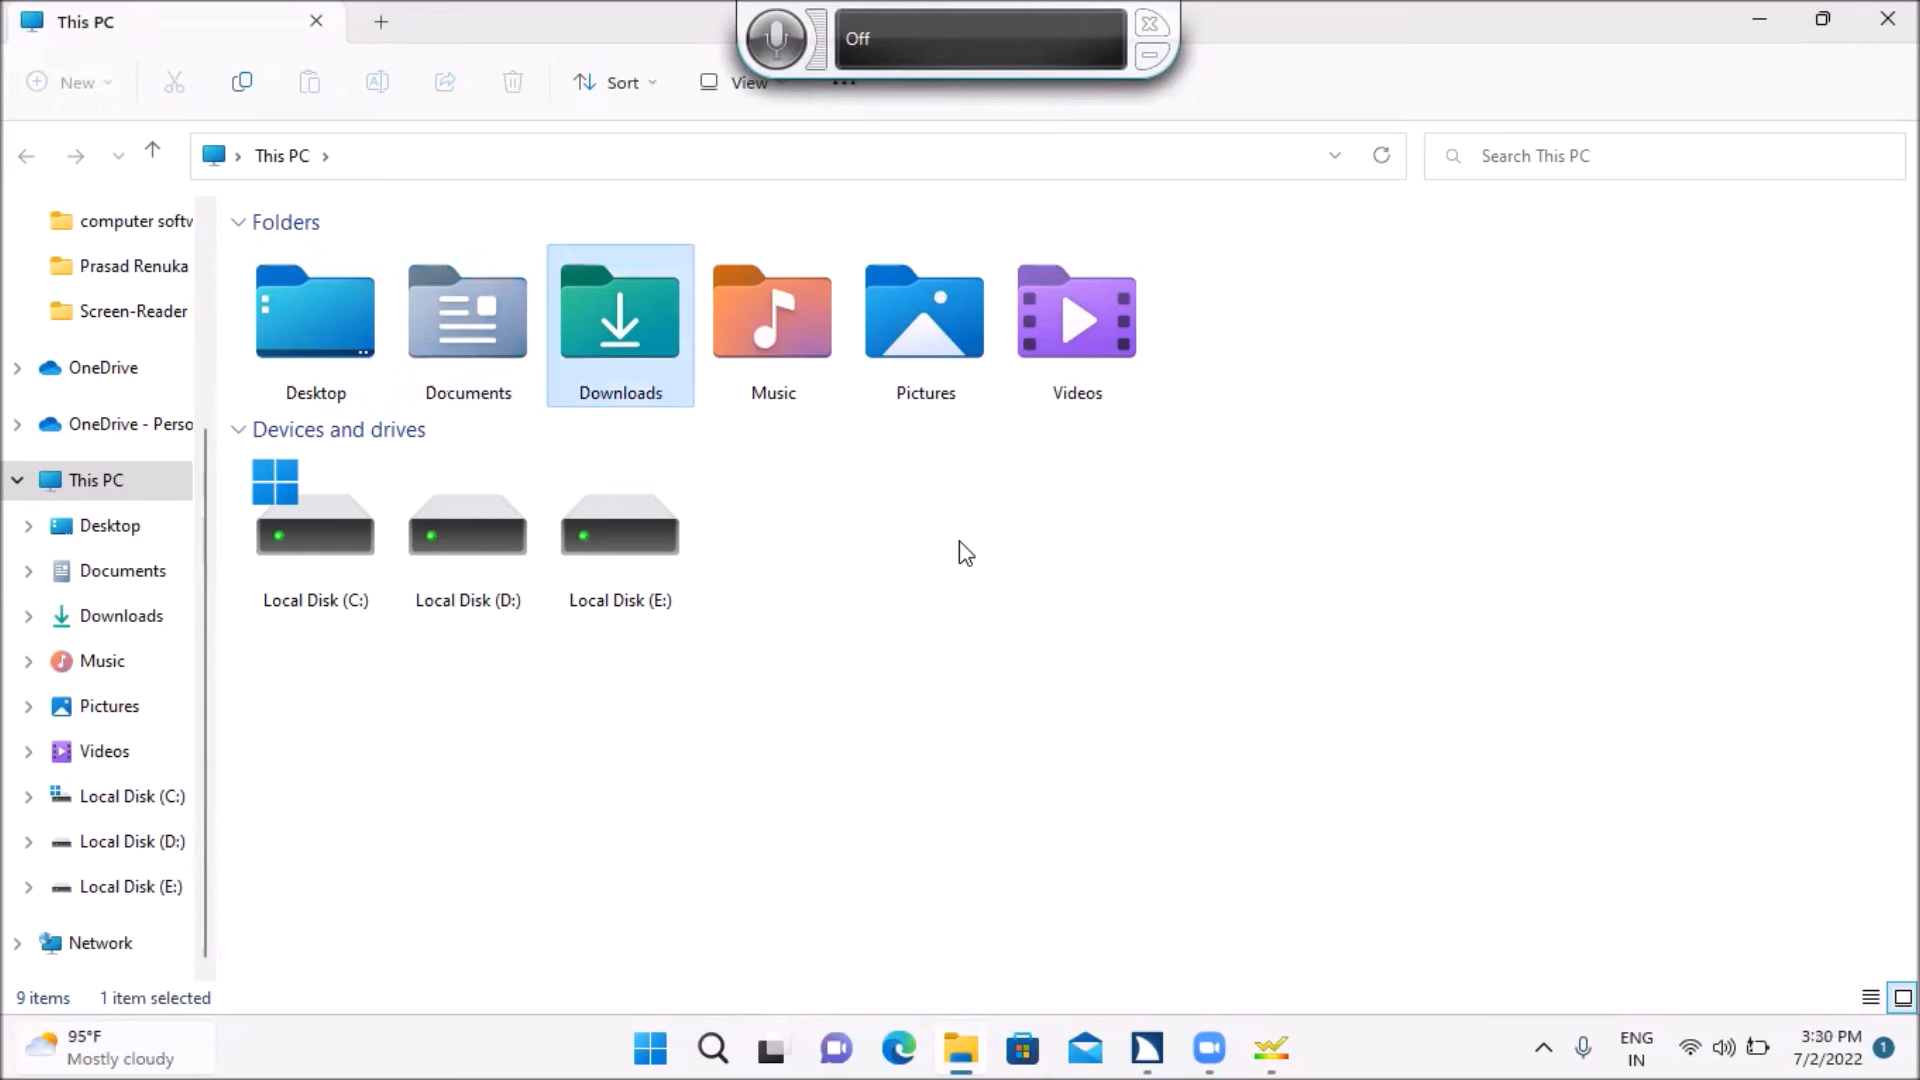 This PC
Off
New
Sort
View
This PC
Search This PC
computer softw
Prasad Renuka
Screen-Reader
OneDrive
OneDrive - Perso
This PC
Desktop
Documents
Downloads
Music
Pictures
Videos
Local Disk (C:)
Local Disk (D:)
Local Disk (E:)
Network
Folders
Desktop
Documents
Downloads
Music
Pictures
Videos
Devices and drives
Local Disk (C:)
Local Disk (D:)
Local Disk (E:)
9 items 1 item selected
95°F
Mostly cloudy
ENG
IN
3:30 PM
7/2/2022
1